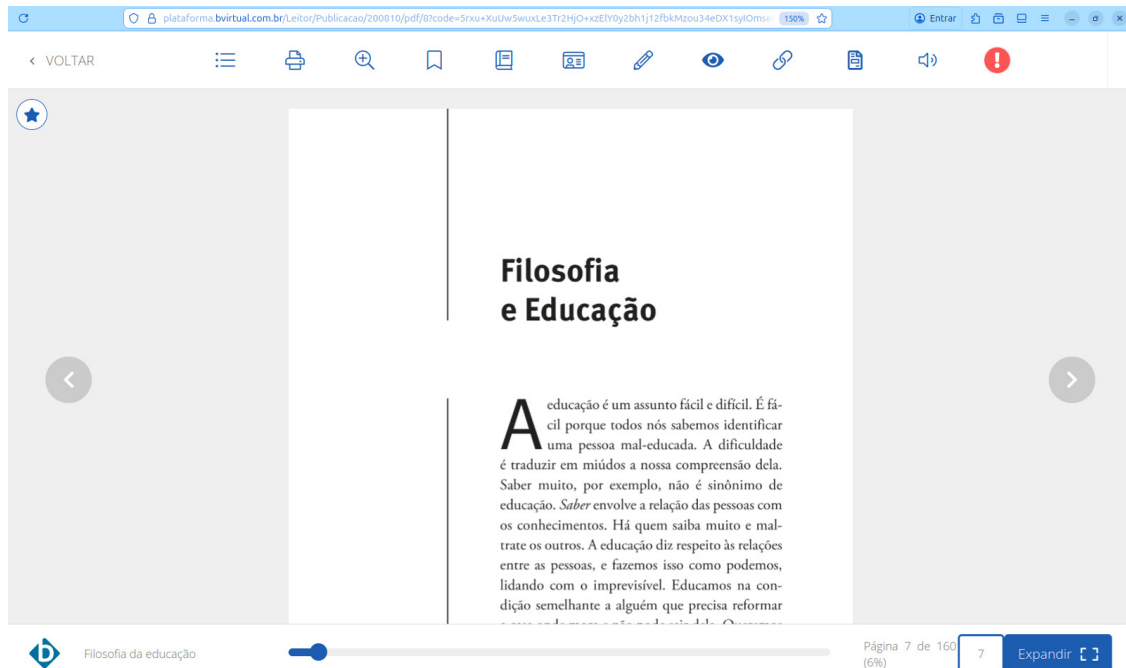 plataforma.bvirtual.com.br/Leitor/Publicacao/200810/pdf/8?code=5rxu+XuUw5wuxLe3Tr2HjO+xzElY0y2bh1j12fbkMzou34eDX1syIOmse
150%
Entrar
VOLTAR
Filosofia
e Educação
A educação é um assunto fácil e difícil. É fá-
cil porque todos nós sabemos identificar
uma pessoa mal-educada. A dificuldade
é traduzir em miúdos a nossa compreensão dela.
Saber muito, por exemplo, não é sinônimo de
educação. Saber envolve a relação das pessoas com
os conhecimentos. Há quem saiba muito e mal-
trate os outros. A educação diz respeito às relações
entre as pessoas, e fazemos isso como podemos,
lidando com o imprevisível. Educamos na con-
dição semelhante a alguém que precisa reformar
Filosofia da educação
Página 7 de 160
(6%)
7
Expandir